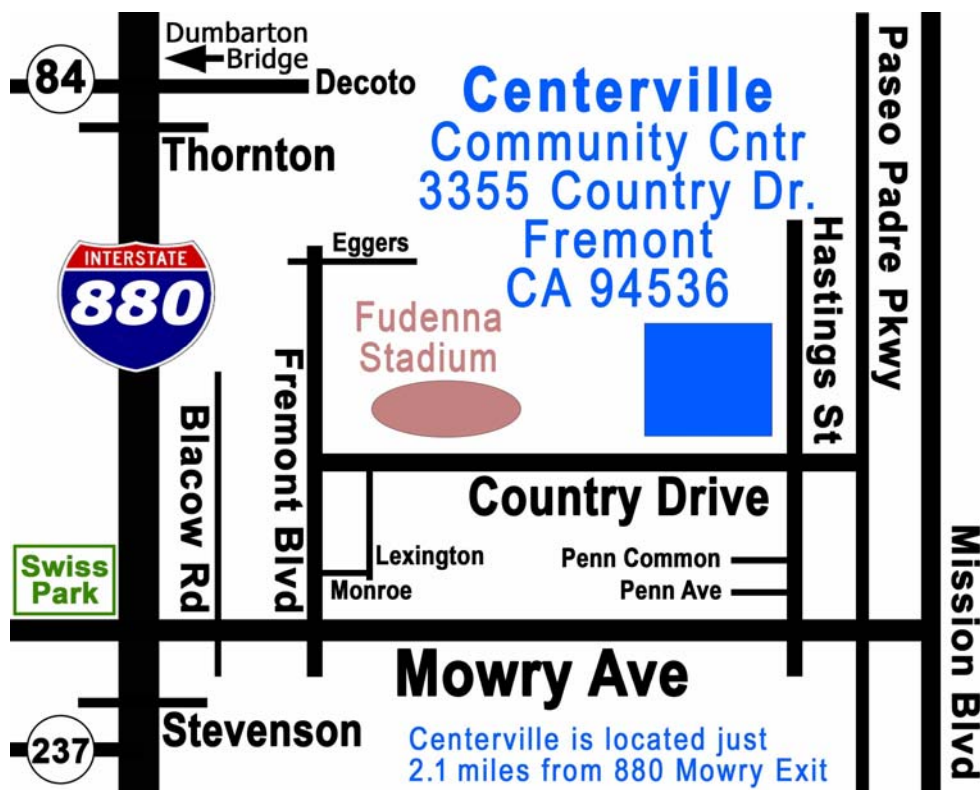 Dumbarton
Bridge
84
Decoto
Thornton
Centerville
Community Cntr
3355 Country Dr.
Fremont
CA 94536
Paseo Padre Pkwy
Hastings St
Eggers
INTERSTATE
880
Fudenna
Stadium
Fremont Blvd
Blacow Rd
Country Drive
Swiss
Park
Lexington
Monroe
Penn Common
Penn Ave
Mission Blvd
Mowry Ave
Stevenson
237
Centerville is located just
2.1 miles from 880 Mowry Exit